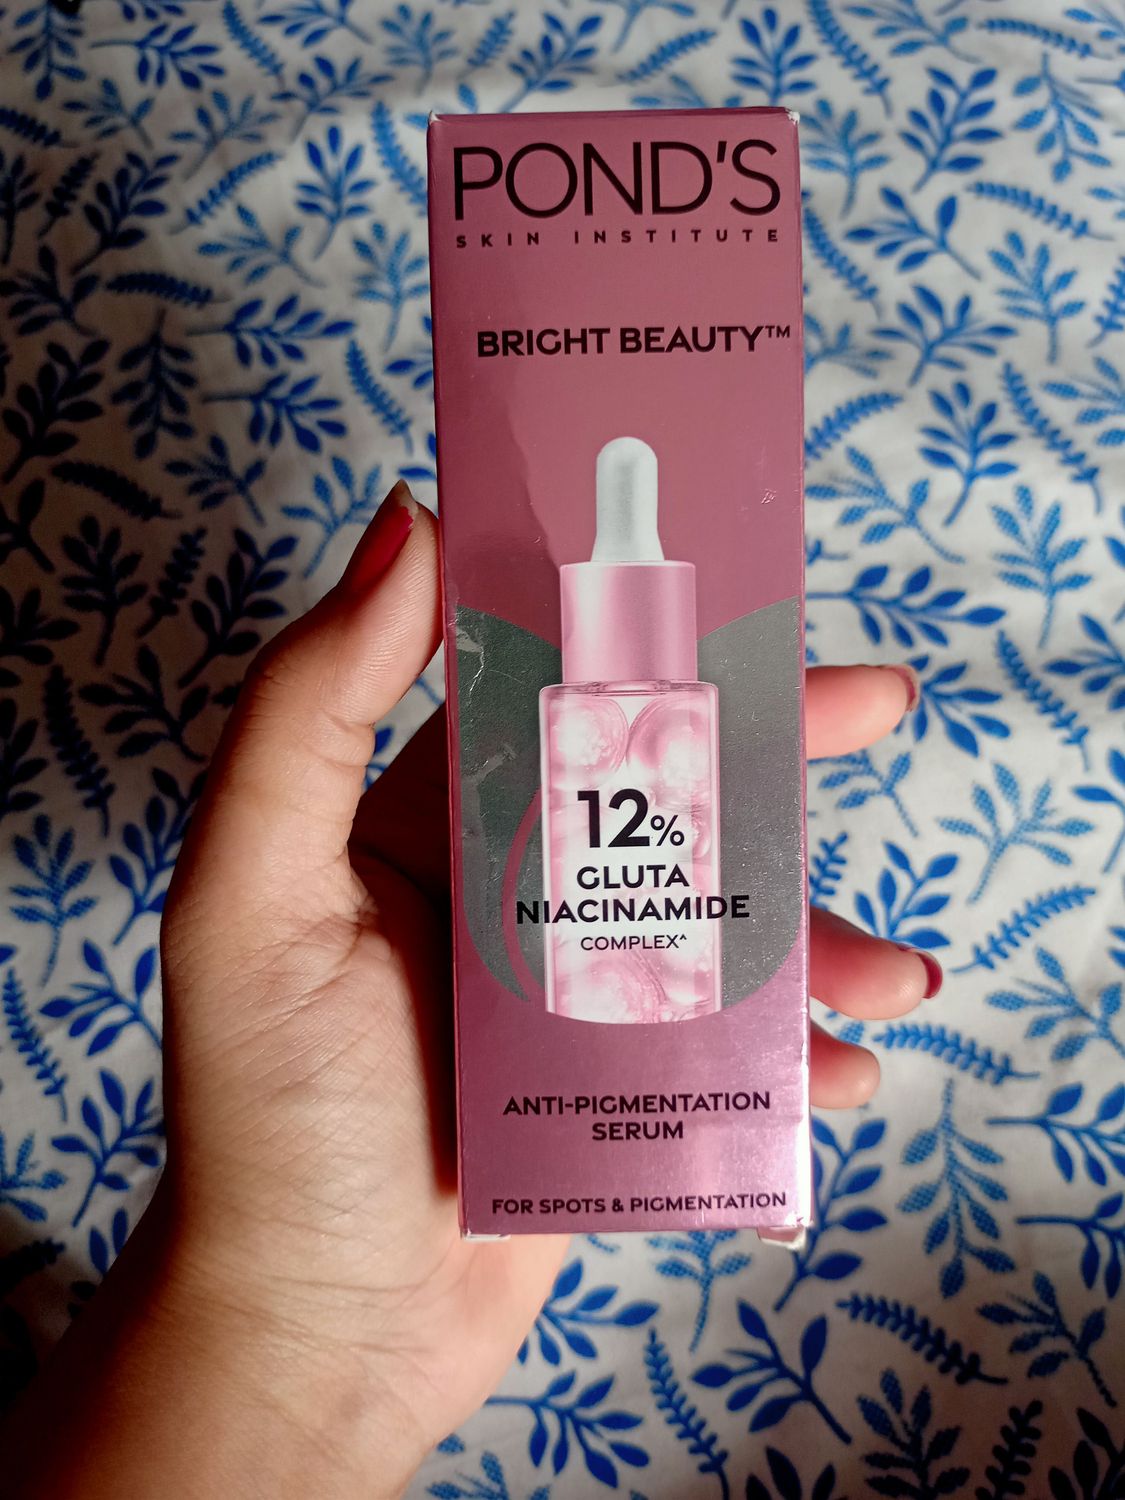 POND'S
SKIN INSTITUTE
BRIGHT BEAUTY™
12%
GLUTA
NIACINAMIDE
COMPLEX^
ANTI-PIGMENTATION
SERUM
FOR SPOTS & PIGMENTATION